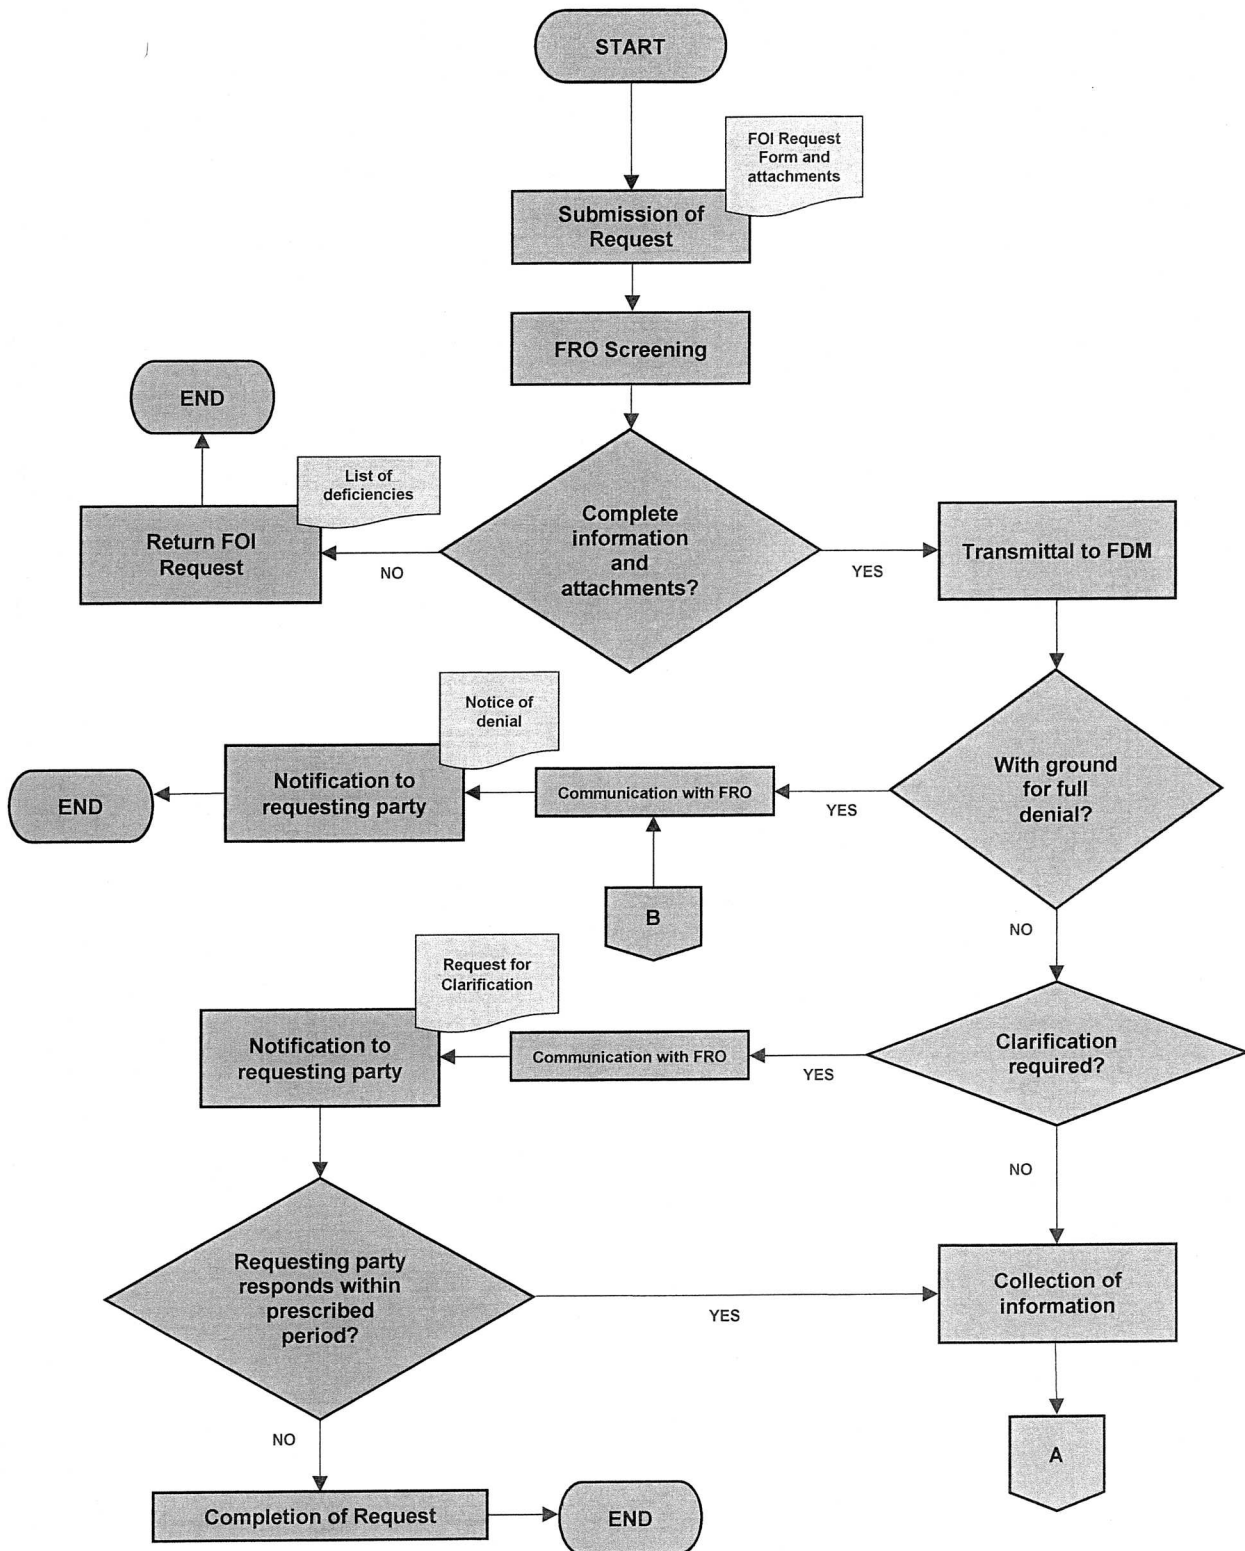 START
FOI Request
Form and
attachments
Submission of
Request
FRO Screening
END
List of
deficiencies
Return FOI
Request
NO
Complete
information
and
attachments?
YES
Transmittal to FDM
Notice of
denial
END
Notification to
requesting party
Communication with FRO
YES
With ground
for full
denial?
B
NO
Request for
Clarification
Notification to
requesting party
Communication with FRO
YES
Clarification
required?
NO
Requesting party
responds within
prescribed
period?
YES
Collection of
information
NO
A
Completion of Request
END